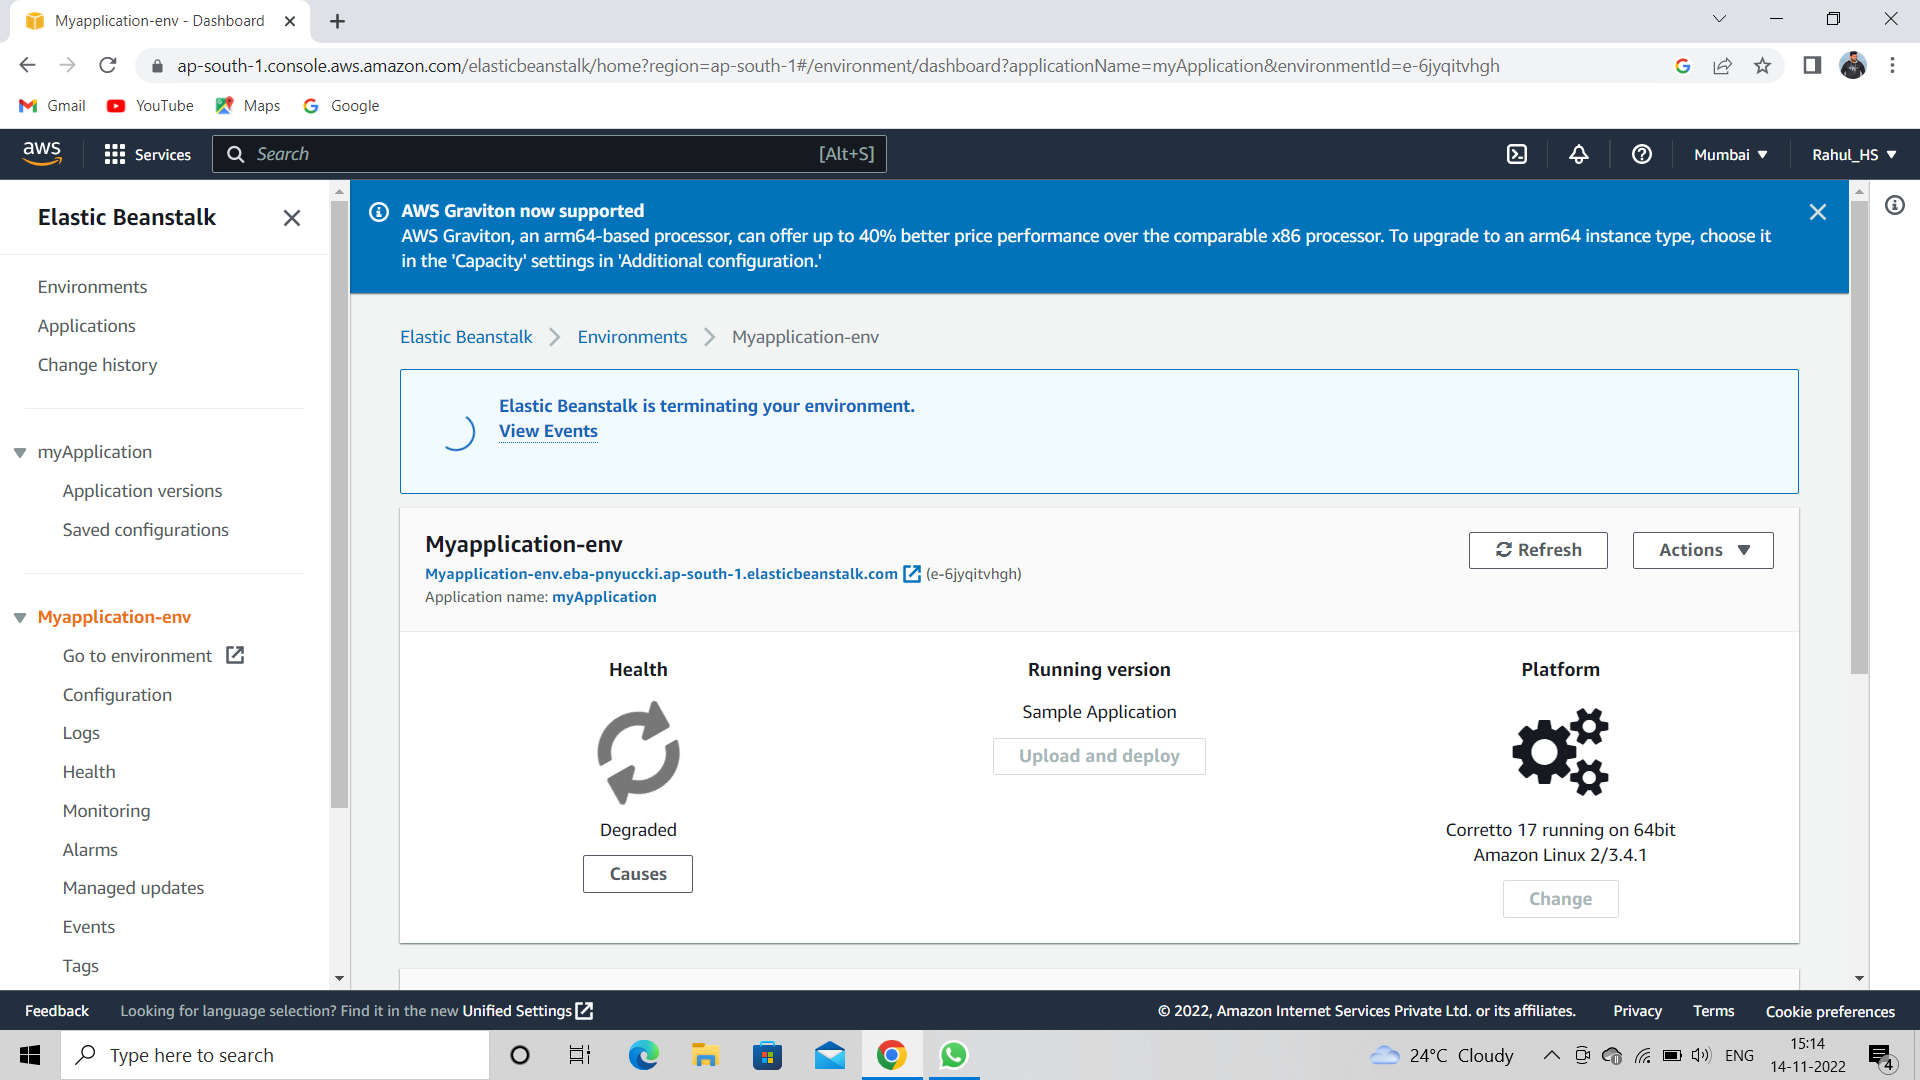 Myapplication-env - Dashboard
ap-south-1.console.aws.amazon.com/elasticbeanstalk/home?region=ap-south-1#/environment/dashboard?applicationName=myApplication&environmentId=e-6jyqitvhgh
Gmail YouTube Maps Google
aws Services Search [Alt+S] Mumbai Rahul_HS
Elastic Beanstalk
Environments
Applications
Change history
myApplication
Application versions
Saved configurations
Myapplication-env
Go to environment
Configuration
Logs
Health
Monitoring
Alarms
Managed updates
Events
Tags
AWS Graviton now supported
AWS Graviton, an arm64-based processor, can offer up to 40% better price performance over the comparable x86 processor. To upgrade to an arm64 instance type, choose it
in the 'Capacity' settings in 'Additional configuration.'
Elastic Beanstalk Environments Myapplication-env
Elastic Beanstalk is terminating your environment.
View Events
Myapplication-env
Myapplication-env.eba-pnyuccki.ap-south-1.elasticbeanstalk.com (e-6jyqitvhgh)
Application name: myApplication
Refresh Actions
Health
Degraded
Causes
Running version
Sample Application
Upload and deploy
Platform
Corretto 17 running on 64bit
Amazon Linux 2/3.4.1
Change
Feedback Looking for language selection? Find it in the new Unified Settings © 2022, Amazon Internet Services Private Ltd. or its affiliates. Privacy Terms Cookie preferences
Type here to search 24°C Cloudy ENG 15:14
14-11-2022 4